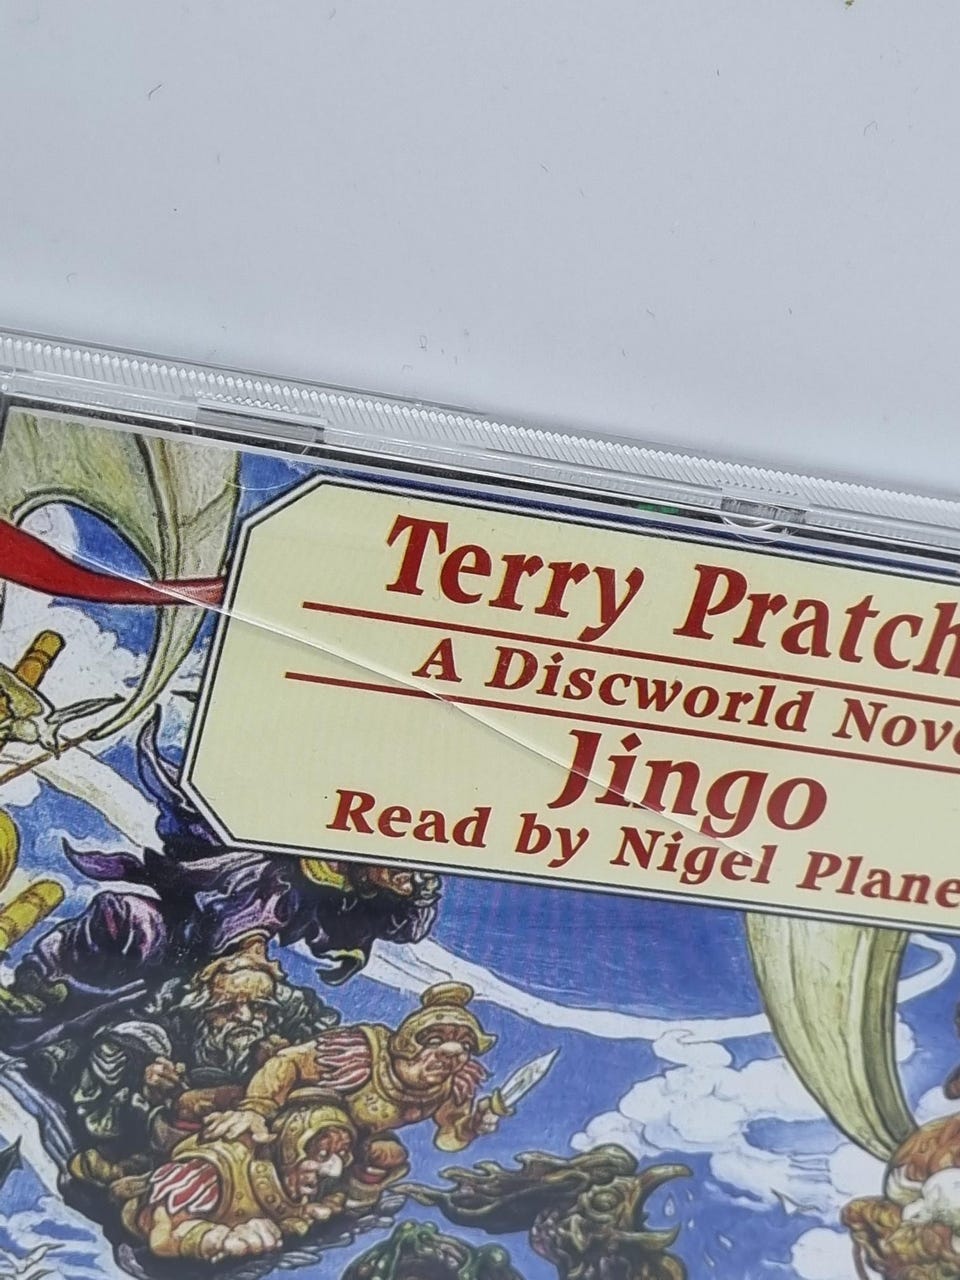 Terry Pratch
A Discworld Nove
Jingo
Read by Nigel Plane